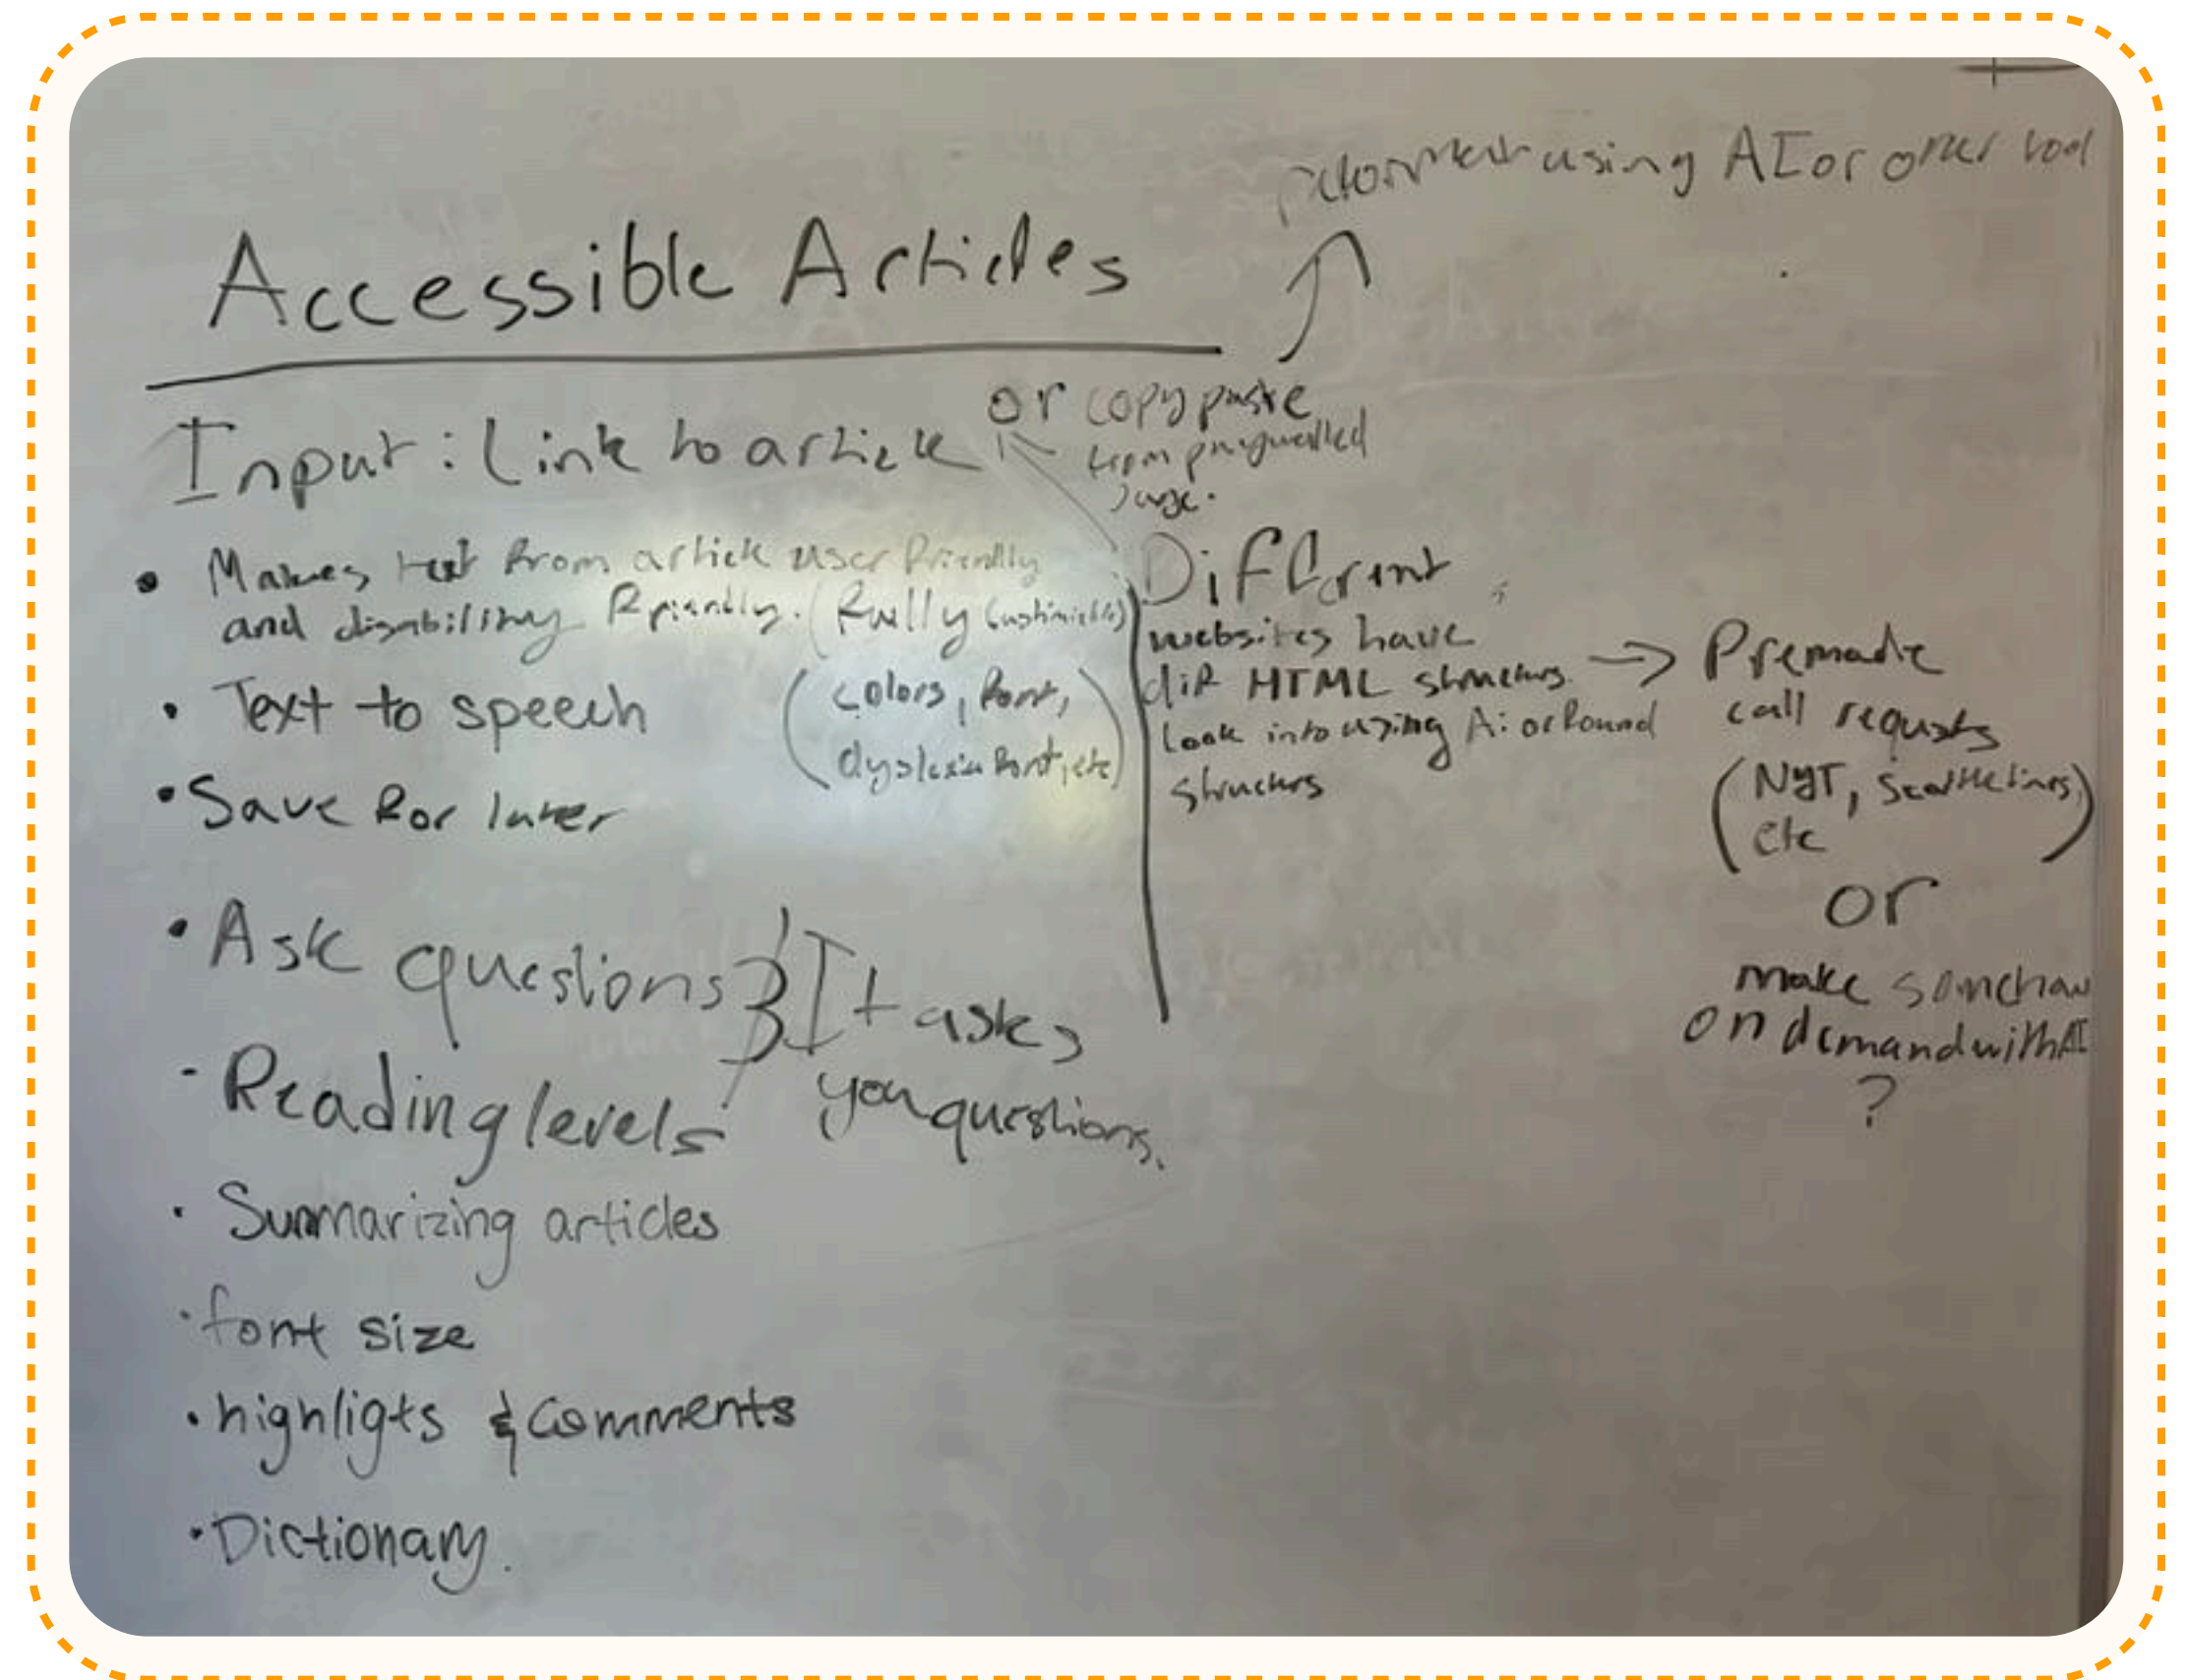 using AI or other tool
Accessible Articles
Input: Link to article
or copy paste
from paywalled
page.
• Makes text from article user friendly
and disability friendly. (fully customizable)
(colors, font,
dyslexia font, etc)
• Text to speech
• Save for later
• Ask questions } It asks
you questions.
- Reading levels
• Summarizing articles
• font size
• highligts & comments
• Dictionary.
Different
websites have
dif HTML structures.
look into using Ai or found
structures
→ Premade
call requests
(NYT, Seattle times,
etc)
or
make somehow
on demand with AI
?